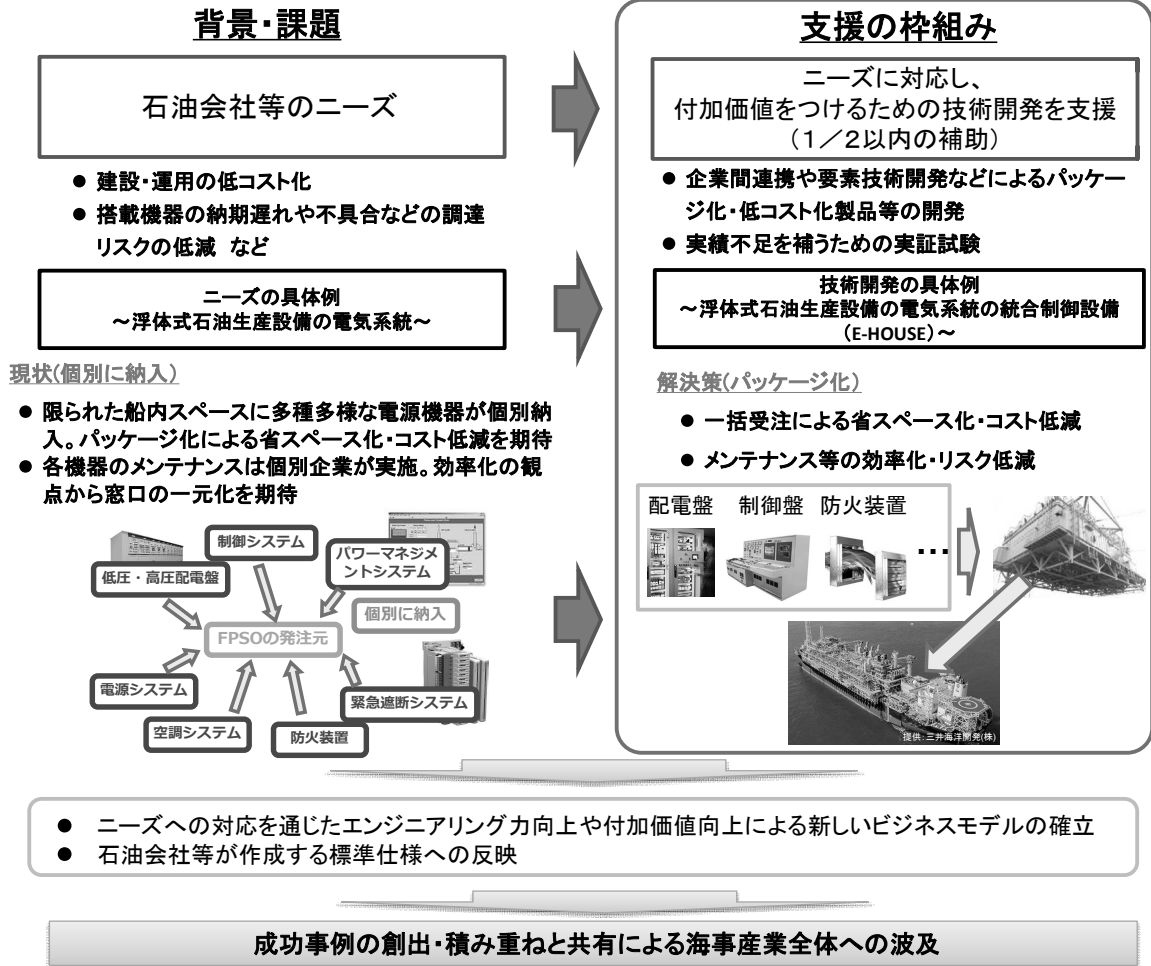 背景・課題
石油会社等のニーズ
● 建設・運用の低コスト化
● 搭載機器の納期遅れや不具合などの調達
リスクの低減 など
ニーズの具体例
～浮体式石油生産設備の電気系統～
現状(個別に納入)
● 限られた船内スペースに多種多様な電源機器が個別納
入。パッケージ化による省スペース化・コスト低減を期待
● 各機器のメンテナンスは個別企業が実施。効率化の観
点から窓口の一元化を期待
制御システム
パワーマネジメ
ントシステム
低圧・高圧配電盤
個別に納入
FPSOの発注元
電源システム
緊急遮断システム
空調システム
防火装置
支援の枠組み
ニーズに対応し、
付加価値をつけるための技術開発を支援
（１／２以内の補助）
● 企業間連携や要素技術開発などによるパッケー
ジ化・低コスト化製品等の開発
● 実績不足を補うための実証試験
技術開発の具体例
～浮体式石油生産設備の電気系統の統合制御設備
（E-HOUSE）～
解決策(パッケージ化)
● 一括受注による省スペース化・コスト低減
● メンテナンス等の効率化・リスク低減
配電盤 制御盤 防火装置
…
提供：三井海洋開発(株)
● ニーズへの対応を通じたエンジニアリング力向上や付加価値向上による新しいビジネスモデルの確立
● 石油会社等が作成する標準仕様への反映
成功事例の創出・積み重ねと共有による海事産業全体への波及